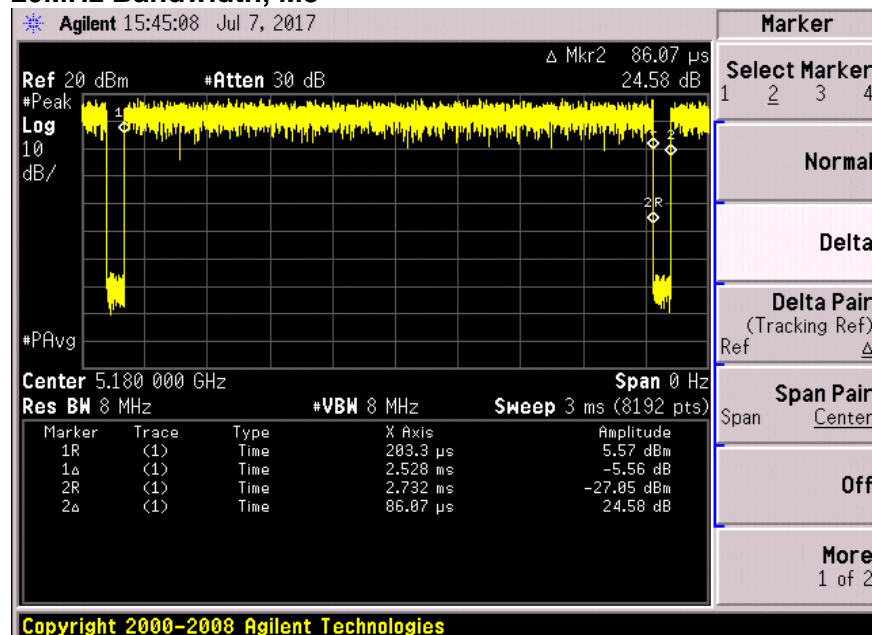 Agilent 15:45:08 Jul 7, 2017
Marker
Δ Mkr2 86.07 µs
Ref 20 dBm #Atten 30 dB 24.58 dB
#Peak
Log
10
dB/
1
1 2
2R
#PAvg
Center 5.180 000 GHz Span 0 Hz
Res BW 8 MHz #VBW 8 MHz Sweep 3 ms (8192 pts)
Marker Trace Type X Axis Amplitude
1R (1) Time 203.3 µs 5.57 dBm
1Δ (1) Time 2.528 ms -5.56 dB
2R (1) Time 2.732 ms -27.05 dBm
2Δ (1) Time 86.07 µs 24.58 dB
Select Marker
1 2 3 4
Normal
Delta
Delta Pair
(Tracking Ref)
Ref Δ
Span Pair
Span Center
Off
More
1 of 2
Copyright 2000-2008 Agilent Technologies